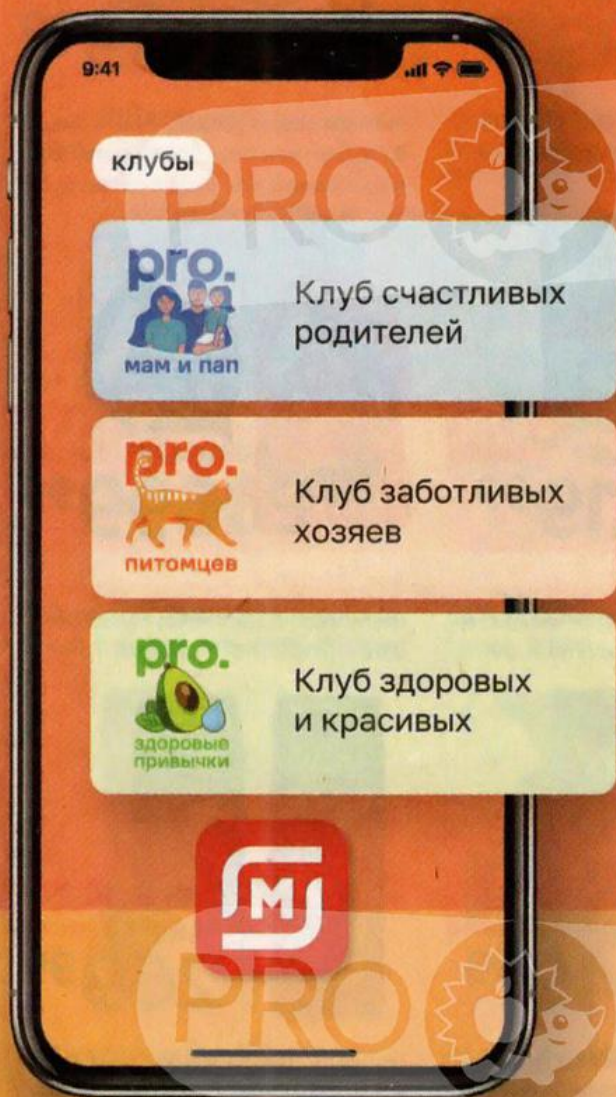 9:41
PRO
клубы
pro.
мам и пап
Клуб счастливых
родителей
pro.
питомцев
Клуб заботливых
хозяев
pro.
здоровые
привычки
Клуб здоровых
и красивых
М
PRO